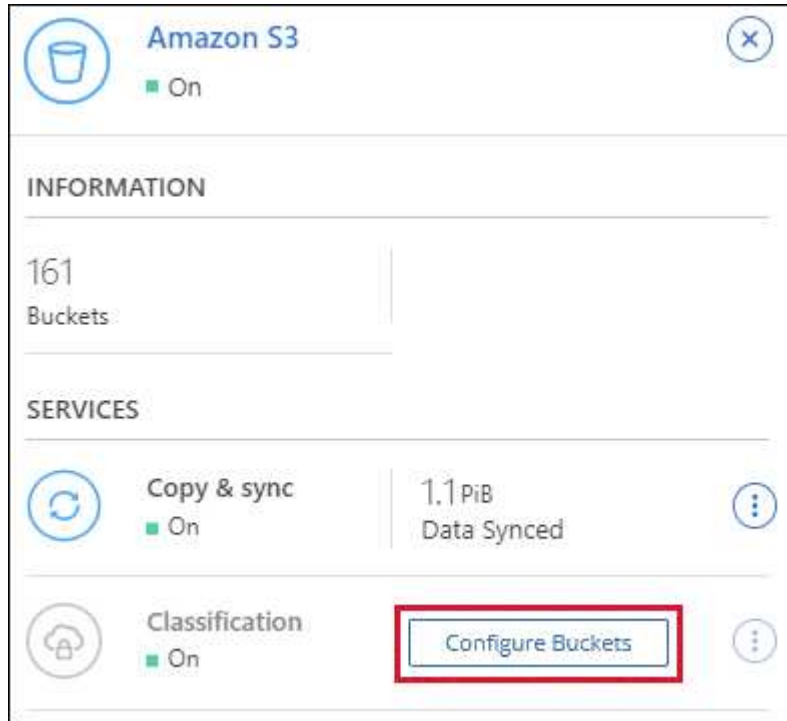 Amazon S3
On
INFORMATION
161
Buckets
SERVICES
Copy & sync
On
1.1 PiB
Data Synced
Classification
On
Configure Buckets